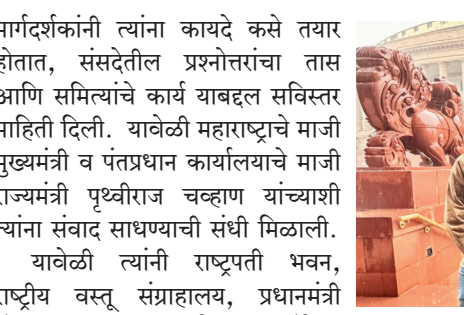 मार्गदर्शकांनी त्यांना कायदे कसे तयार
होतात, संसदेतील प्रश्नोत्तरांचा तास
आणि समित्यांचे कार्य याबद्दल सविस्तर
माहिती दिली. यावेळी महाराष्ट्राचे माजी
मुख्यमंत्री व पंतप्रधान कार्यालयाचे माजी
राज्यमंत्री पृथ्वीराज चव्हाण यांच्याशी
त्यांना संवाद साधण्याची संधी मिळाली.
यावेळी त्यांनी राष्ट्रपती भवन,
राष्ट्रीय वस्तू संग्राहालय, प्रधानमंत्री